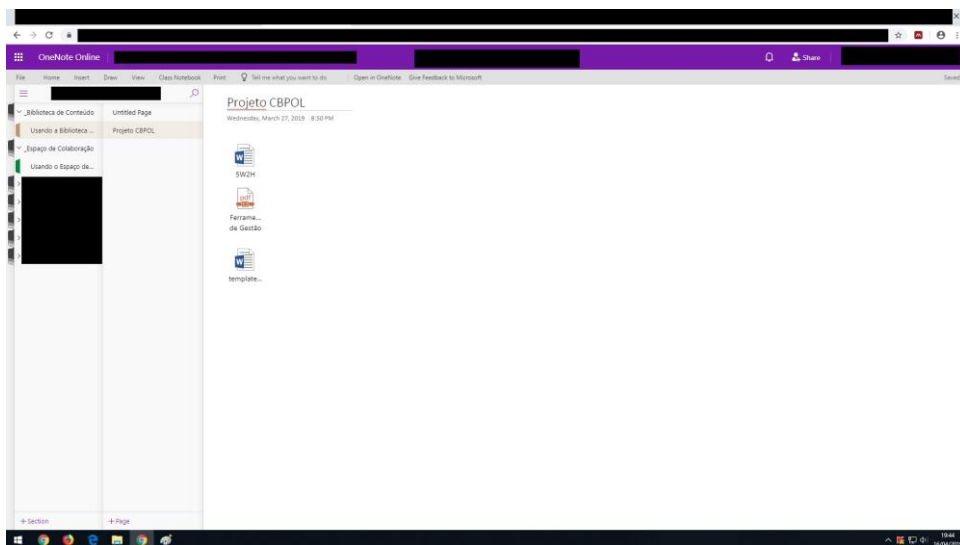 OneNote Online
Share
File Home Insert Draw View Class Notebook Print Tell me what you want to do Open in OneNote Give Feedback to Microsoft Saved
_Biblioteca de Conteúdo
Usando a Biblioteca ...
_Espaço de Colaboração
Usando o Espaço de...
Untitled Page
Projeto CBPOL
Projeto CBPOL
Wednesday, March 27, 2019 8:50 PM
5W2H
pdf
Ferrame...
da Gestão
template...
+ Section
+ Page
19:44